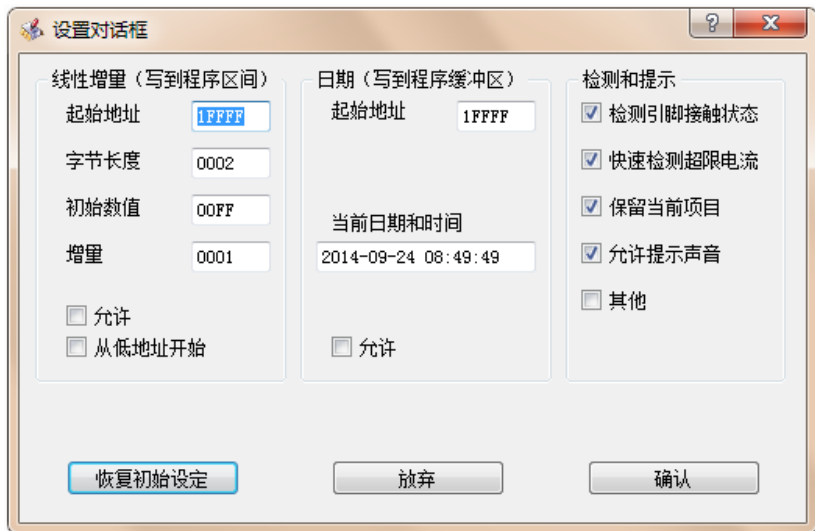 设置对话框
线性增量（写到程序区间）
起始地址 1FFFF
字节长度 0002
初始数值 00FF
增量 0001
允许
从低地址开始
日期（写到程序缓冲区）
起始地址 1FFFF
当前日期和时间
2014-09-24 08:49:49
允许
检测和提示
检测引脚接触状态
快速检测超限电流
保留当前项目
允许提示声音
其他
恢复初始设定
放弃
确认